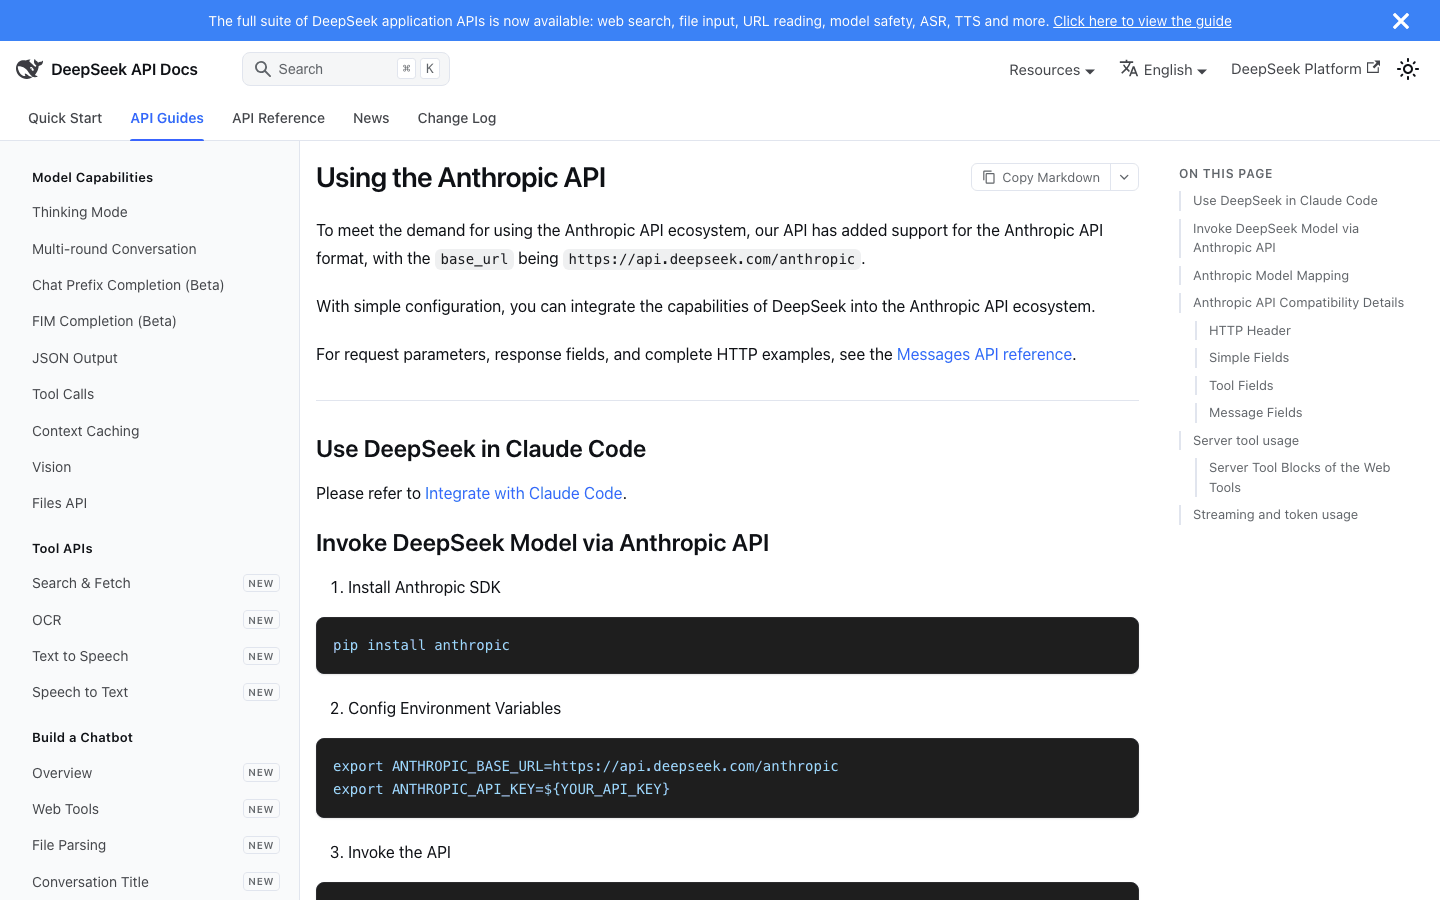 The full suite of DeepSeek application APIs is now available: web search, file input, URL reading, model safety, ASR, TTS and more. Click here to view the guide
DeepSeek API Docs
Search
⌘ K
Resources
English
DeepSeek Platform
Quick Start
API Guides
API Reference
News
Change Log
Model Capabilities
Thinking Mode
Multi-round Conversation
Chat Prefix Completion (Beta)
FIM Completion (Beta)
JSON Output
Tool Calls
Context Caching
Vision
Files API
Tool APIs
Search & Fetch NEW
OCR NEW
Text to Speech NEW
Speech to Text NEW
Build a Chatbot
Overview NEW
Web Tools NEW
File Parsing NEW
Conversation Title NEW
Using the Anthropic API
Copy Markdown
To meet the demand for using the Anthropic API ecosystem, our API has added support for the Anthropic API
format, with the base_url being https://api.deepseek.com/anthropic.
With simple configuration, you can integrate the capabilities of DeepSeek into the Anthropic API ecosystem.
For request parameters, response fields, and complete HTTP examples, see the Messages API reference.
Use DeepSeek in Claude Code
Please refer to Integrate with Claude Code.
Invoke DeepSeek Model via Anthropic API
1. Install Anthropic SDK
pip install anthropic
2. Config Environment Variables
export ANTHROPIC_BASE_URL=https://api.deepseek.com/anthropic
export ANTHROPIC_API_KEY=${YOUR_API_KEY}
3. Invoke the API
ON THIS PAGE
Use DeepSeek in Claude Code
Invoke DeepSeek Model via
Anthropic API
Anthropic Model Mapping
Anthropic API Compatibility Details
HTTP Header
Simple Fields
Tool Fields
Message Fields
Server tool usage
Server Tool Blocks of the Web
Tools
Streaming and token usage